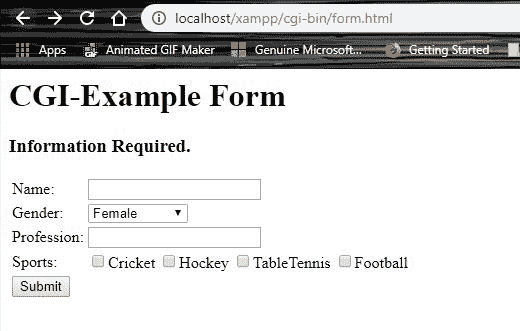 localhost/xampp/cgi-bin/form.html
Apps Animated GIF Maker Genuine Microsoft... Getting Started
CGI-Example Form
Information Required.
Name:
Gender: Female
Profession:
Sports: Cricket Hockey TableTennis Football
Submit